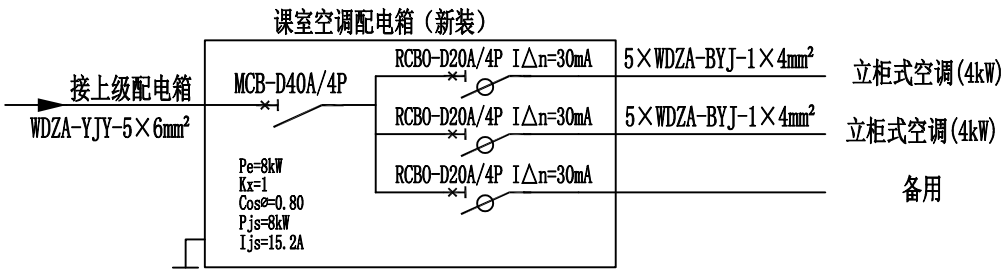 课室空调配电箱（新装）
接上级配电箱
WDZA-YJY-5×6mm²
MCB-D40A/4P
RCBO-D20A/4P I△n=30mA
5×WDZA-BYJ-1×4mm²
立柜式空调(4kW)
RCBO-D20A/4P I△n=30mA
5×WDZA-BYJ-1×4mm²
立柜式空调(4kW)
RCBO-D20A/4P I△n=30mA
备用
Pe=8kW
Kx=1
Cosø=0.80
Pjs=8kW
Ijs=15.2A